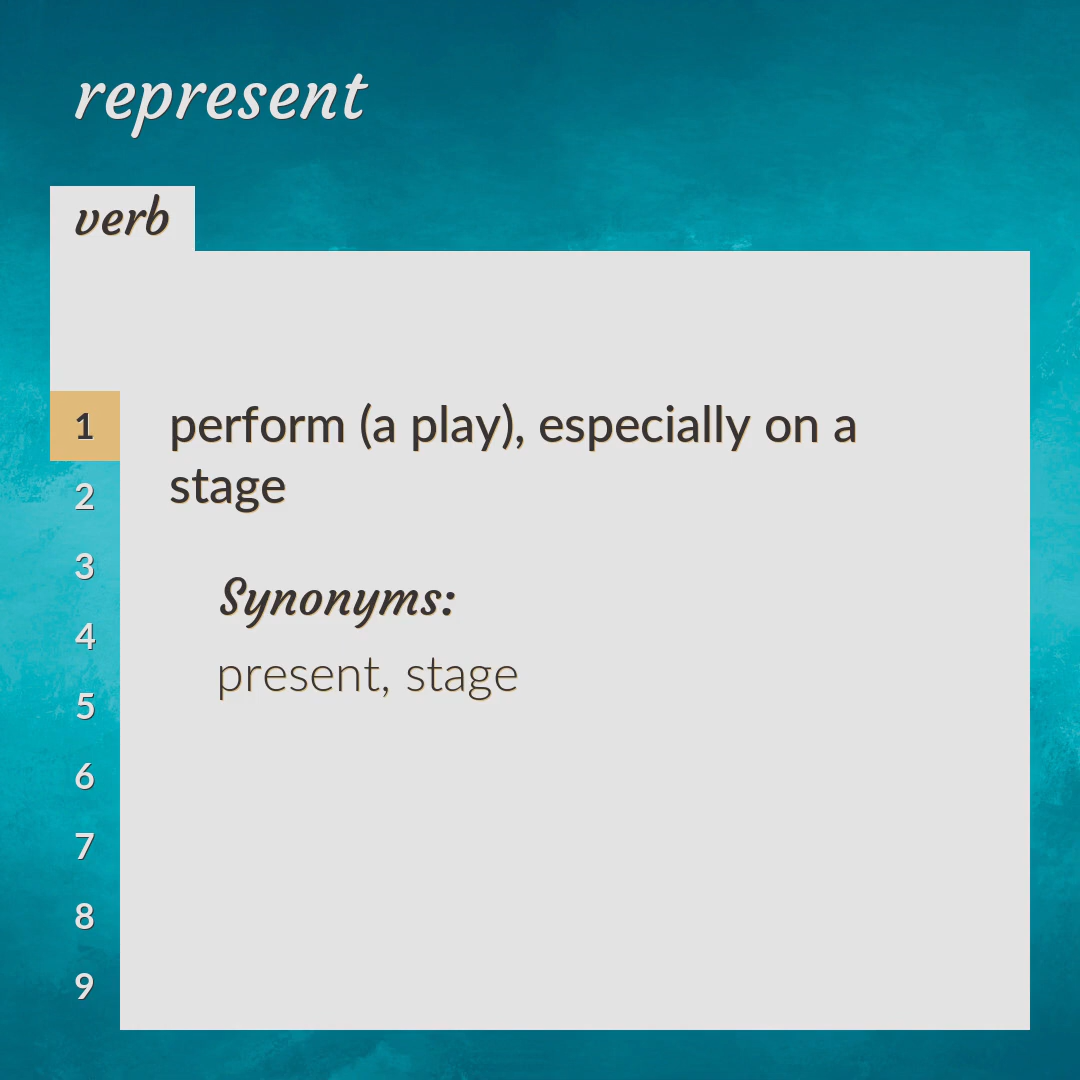 represent
verb
1
perform (a play), especially on a
stage
2
3
Synonyms:
4
present, stage
5
6
7
8
9